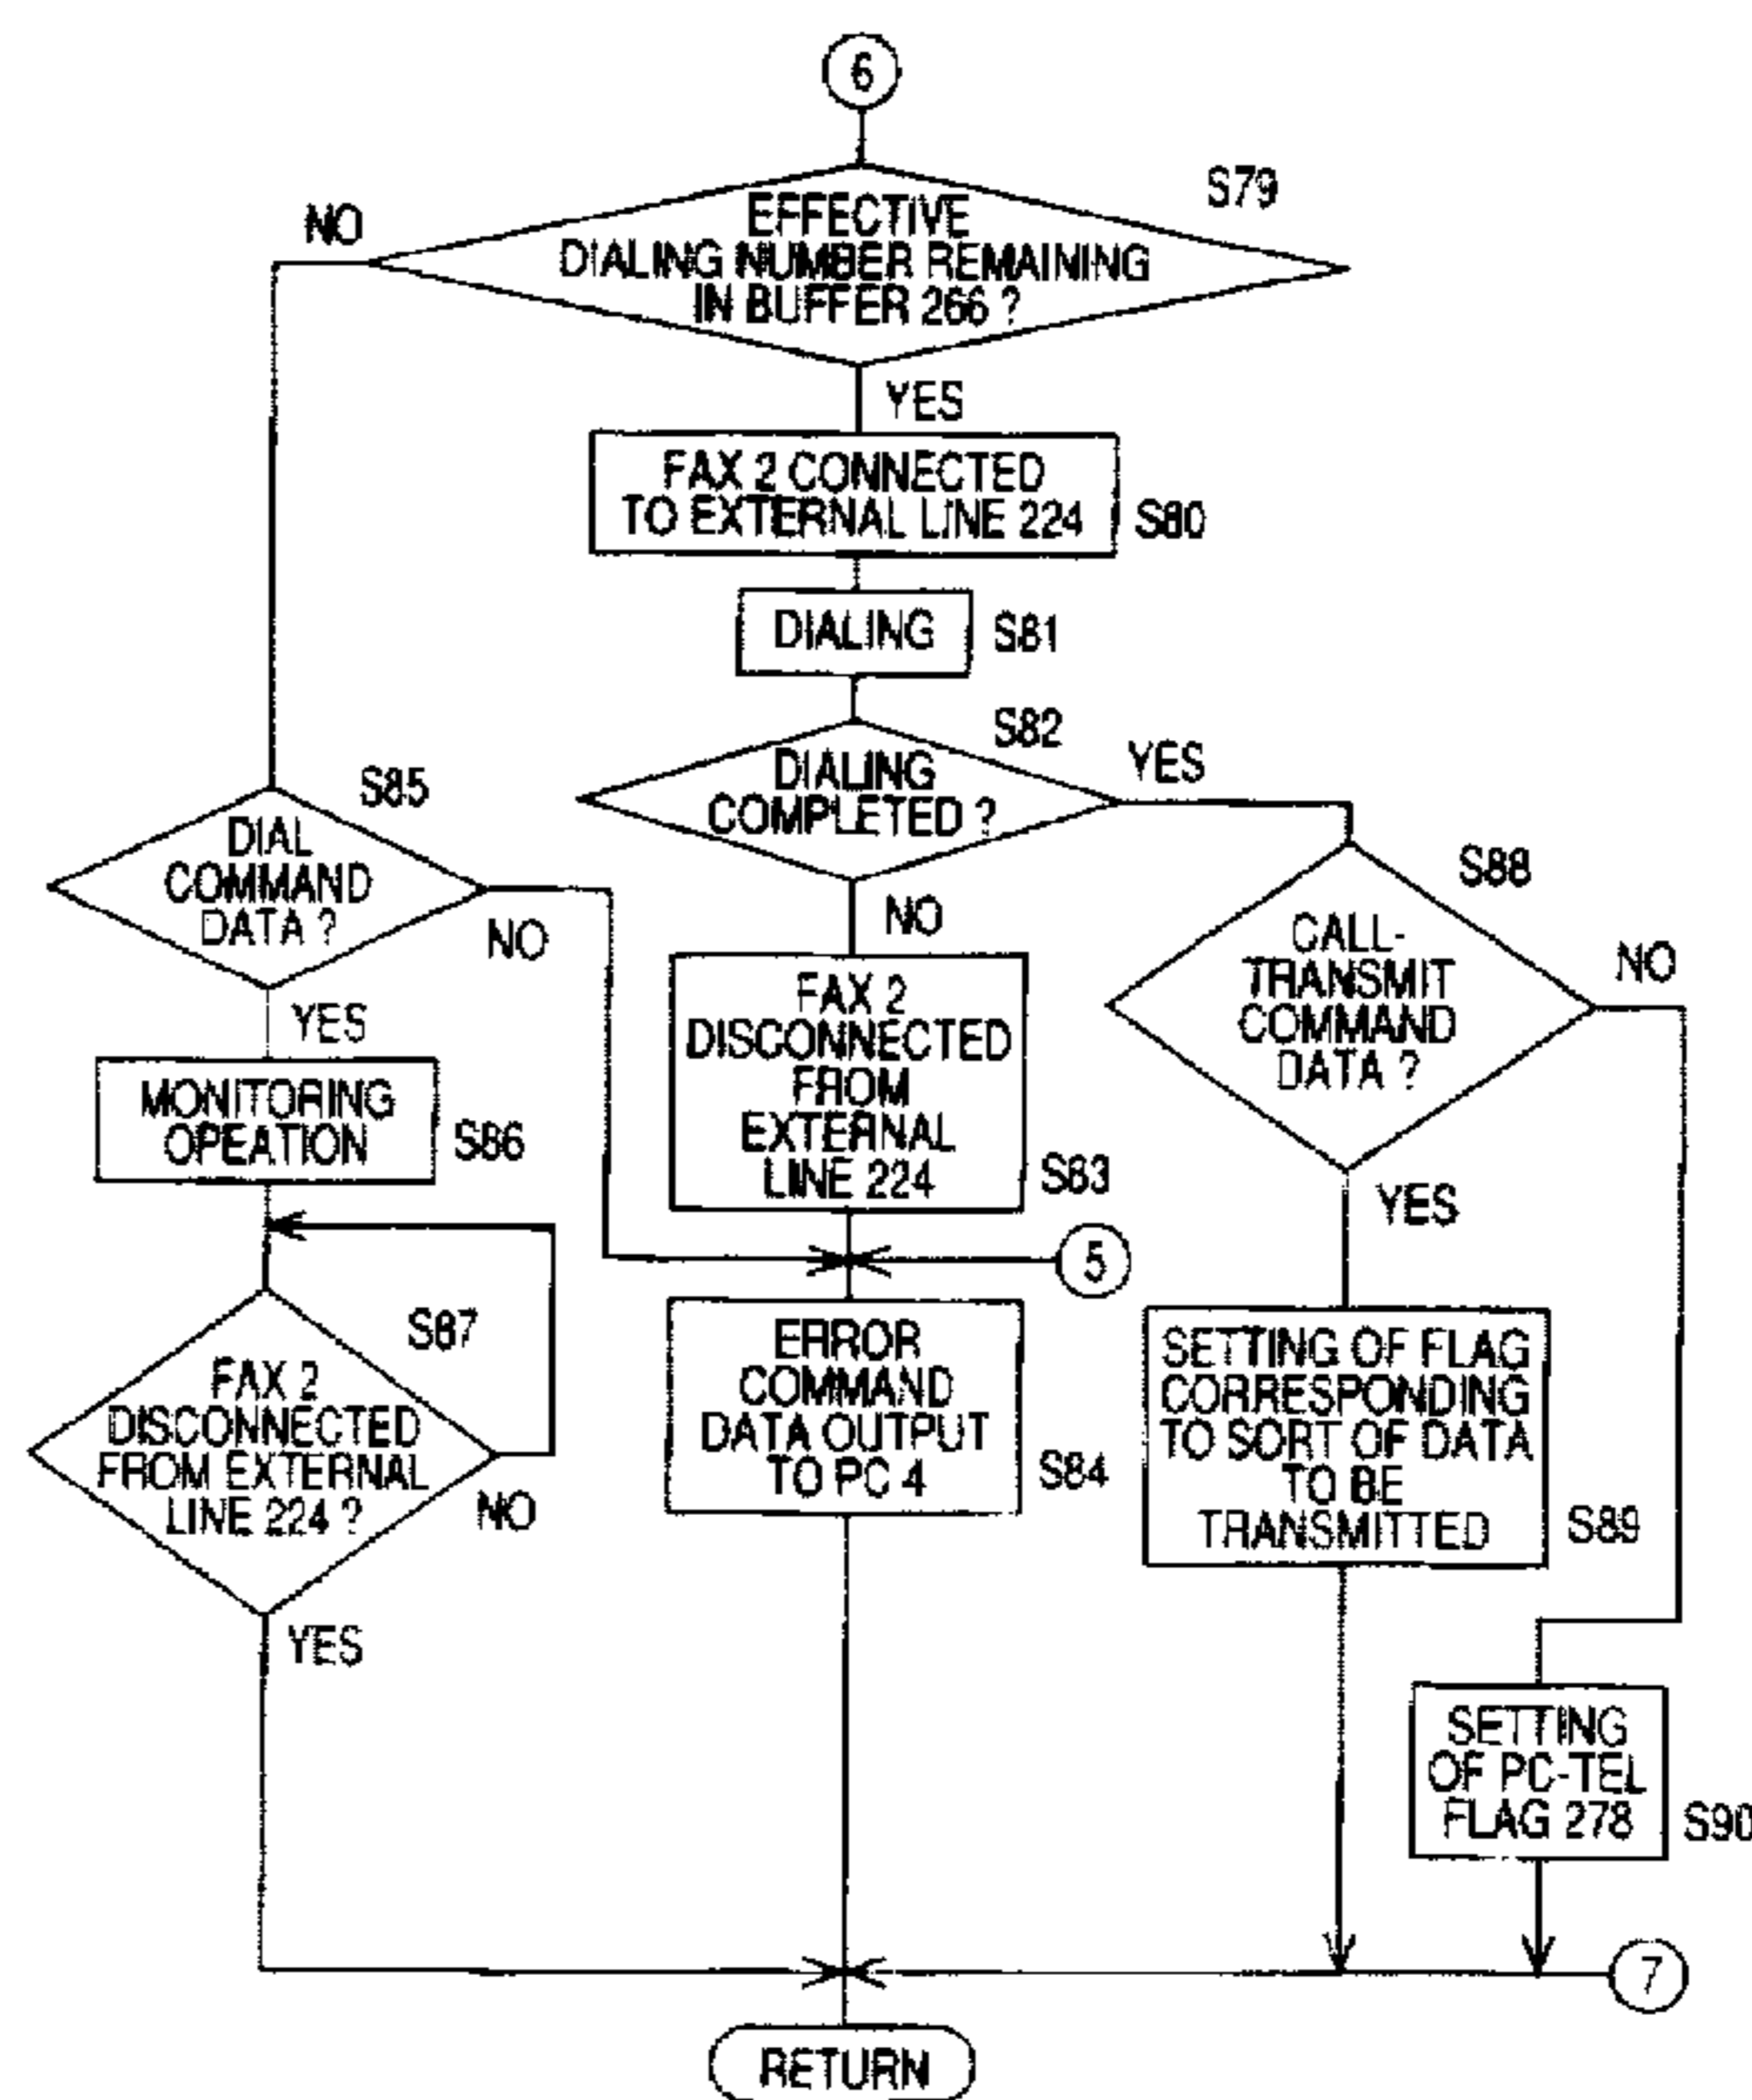 6
S79
NO
EFFECTIVE
DIALING NUMBER REMAINING
IN BUFFER 266 ?
YES
FAX 2 CONNECTED
TO EXTERNAL LINE 224
S80
DIALING
S81
S82
DIALING
COMPLETED ?
YES
NO
S85
DIAL
COMMAND
DATA ?
NO
YES
MONITORING
OPEATION
S86
S87
FAX 2
DISCONNECTED
FROM EXTERNAL
LINE 224 ?
NO
YES
FAX 2
DISCONNECTED
FROM
EXTERNAL
LINE 224
S83
5
ERROR
COMMAND
DATA OUTPUT
TO PC 4
S84
S88
CALL-
TRANSMIT
COMMAND
DATA ?
NO
YES
SETTING OF FLAG
CORRESPONDING
TO SORT OF DATA
TO BE
TRANSMITTED
S89
SETTING
OF PC-TEL
FLAG 278
S90
7
RETURN